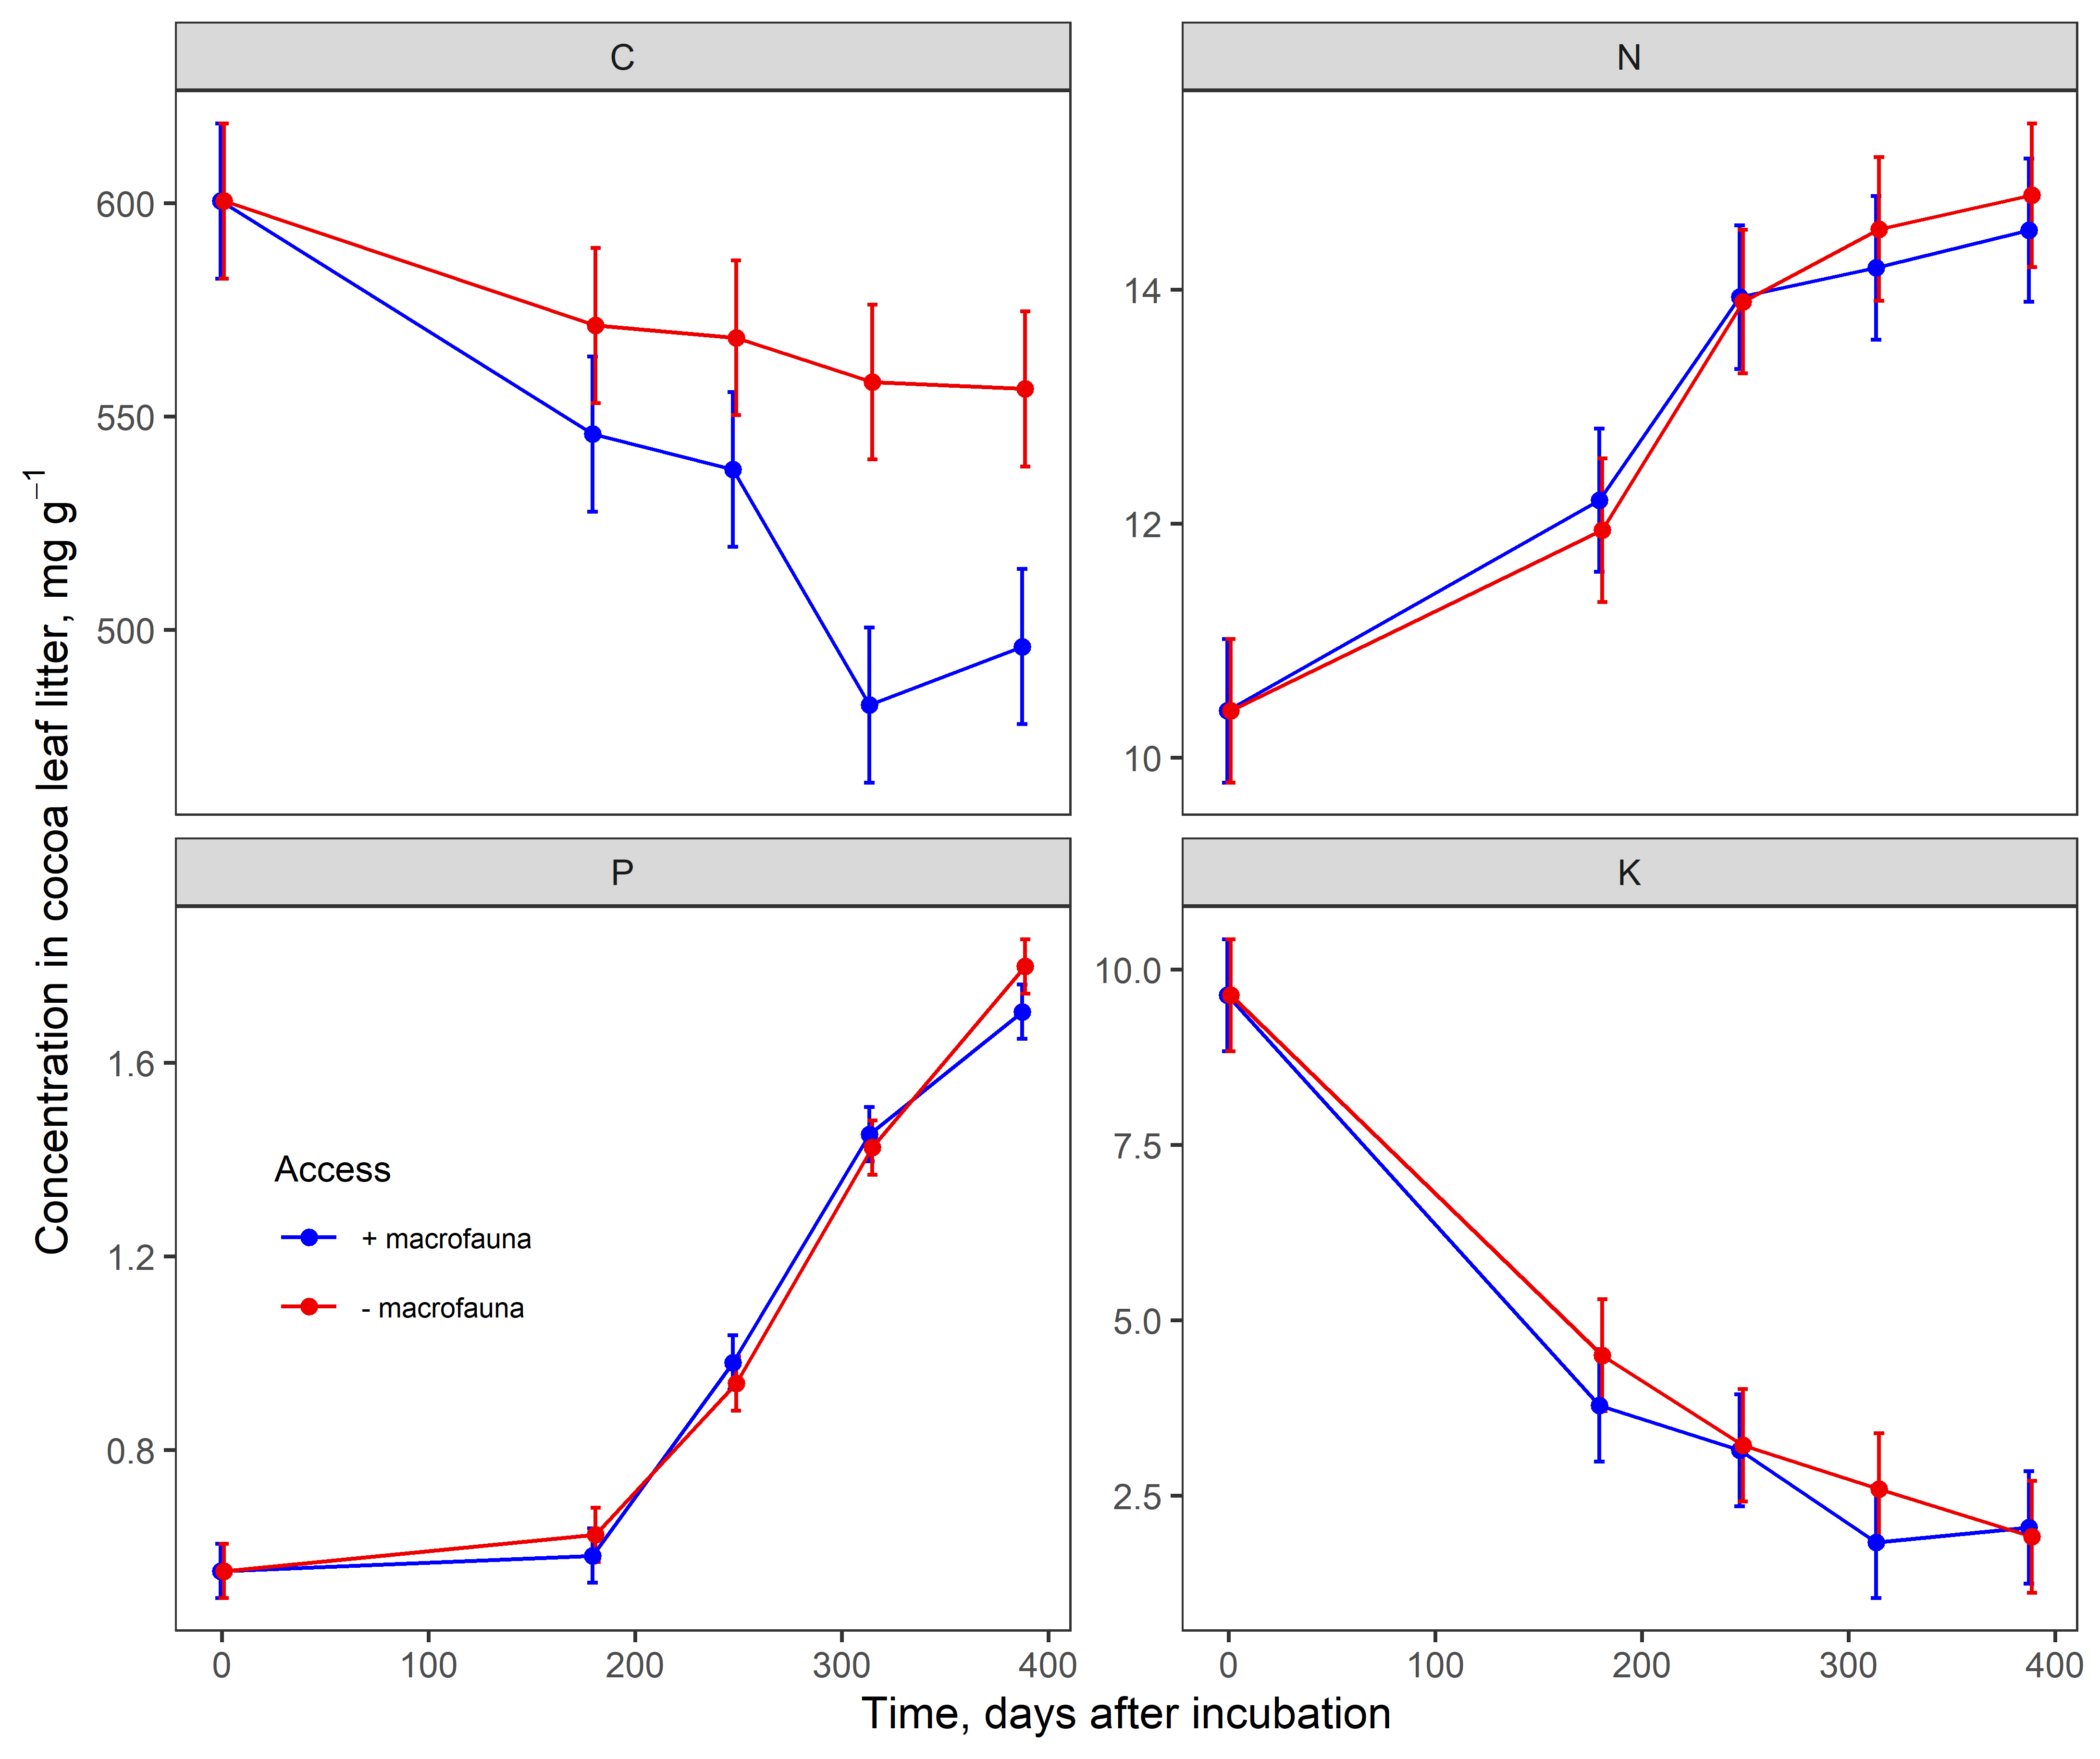 C
N
600
550
500
14
12
10
Concentration in cocoa leaf litter, mg g⁻¹
P
K
1.6
1.2
0.8
10.0
7.5
5.0
2.5
Access
+ macrofauna
- macrofauna
0 100 200 300 400
0 100 200 300 400
Time, days after incubation